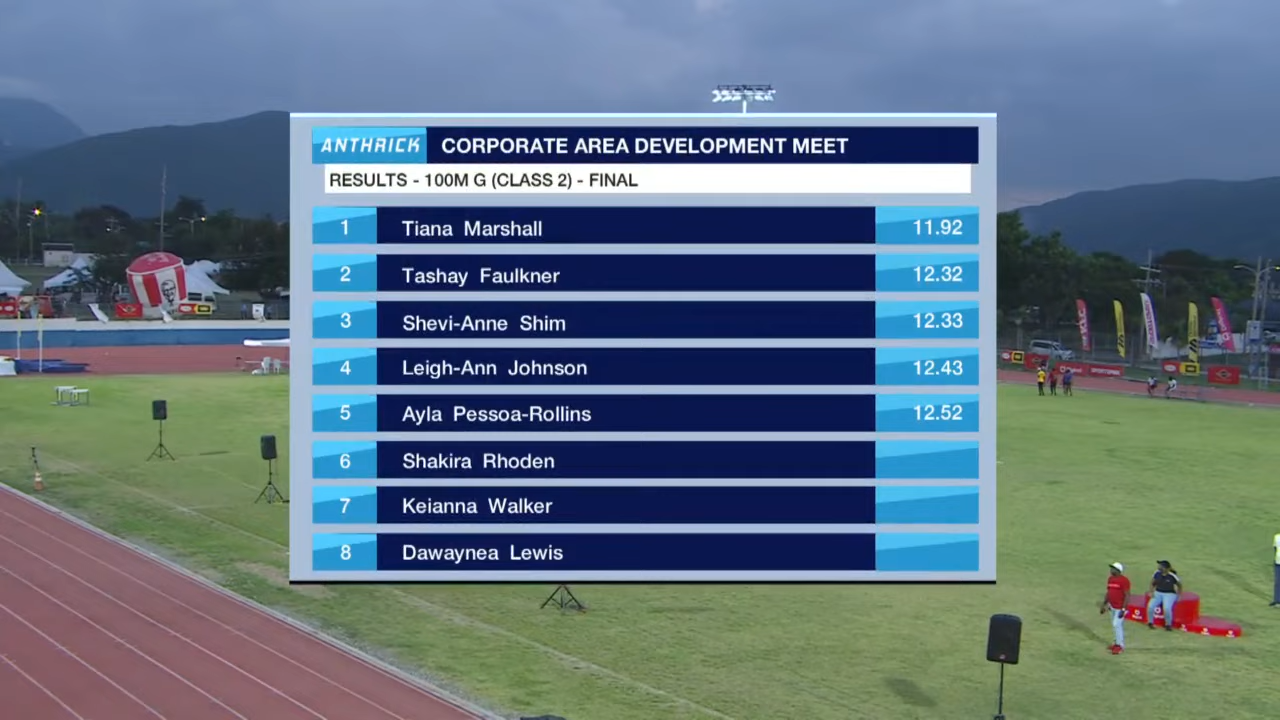 ANTHRICK CORPORATE AREA DEVELOPMENT MEET
RESULTS - 100M G (CLASS 2) - FINAL
1 Tiana Marshall 11.92
2 Tashay Faulkner 12.32
3 Shevi-Anne Shim 12.33
4 Leigh-Ann Johnson 12.43
5 Ayla Pessoa-Rollins 12.52
6 Shakira Rhoden
7 Keianna Walker
8 Dawaynea Lewis
KFC